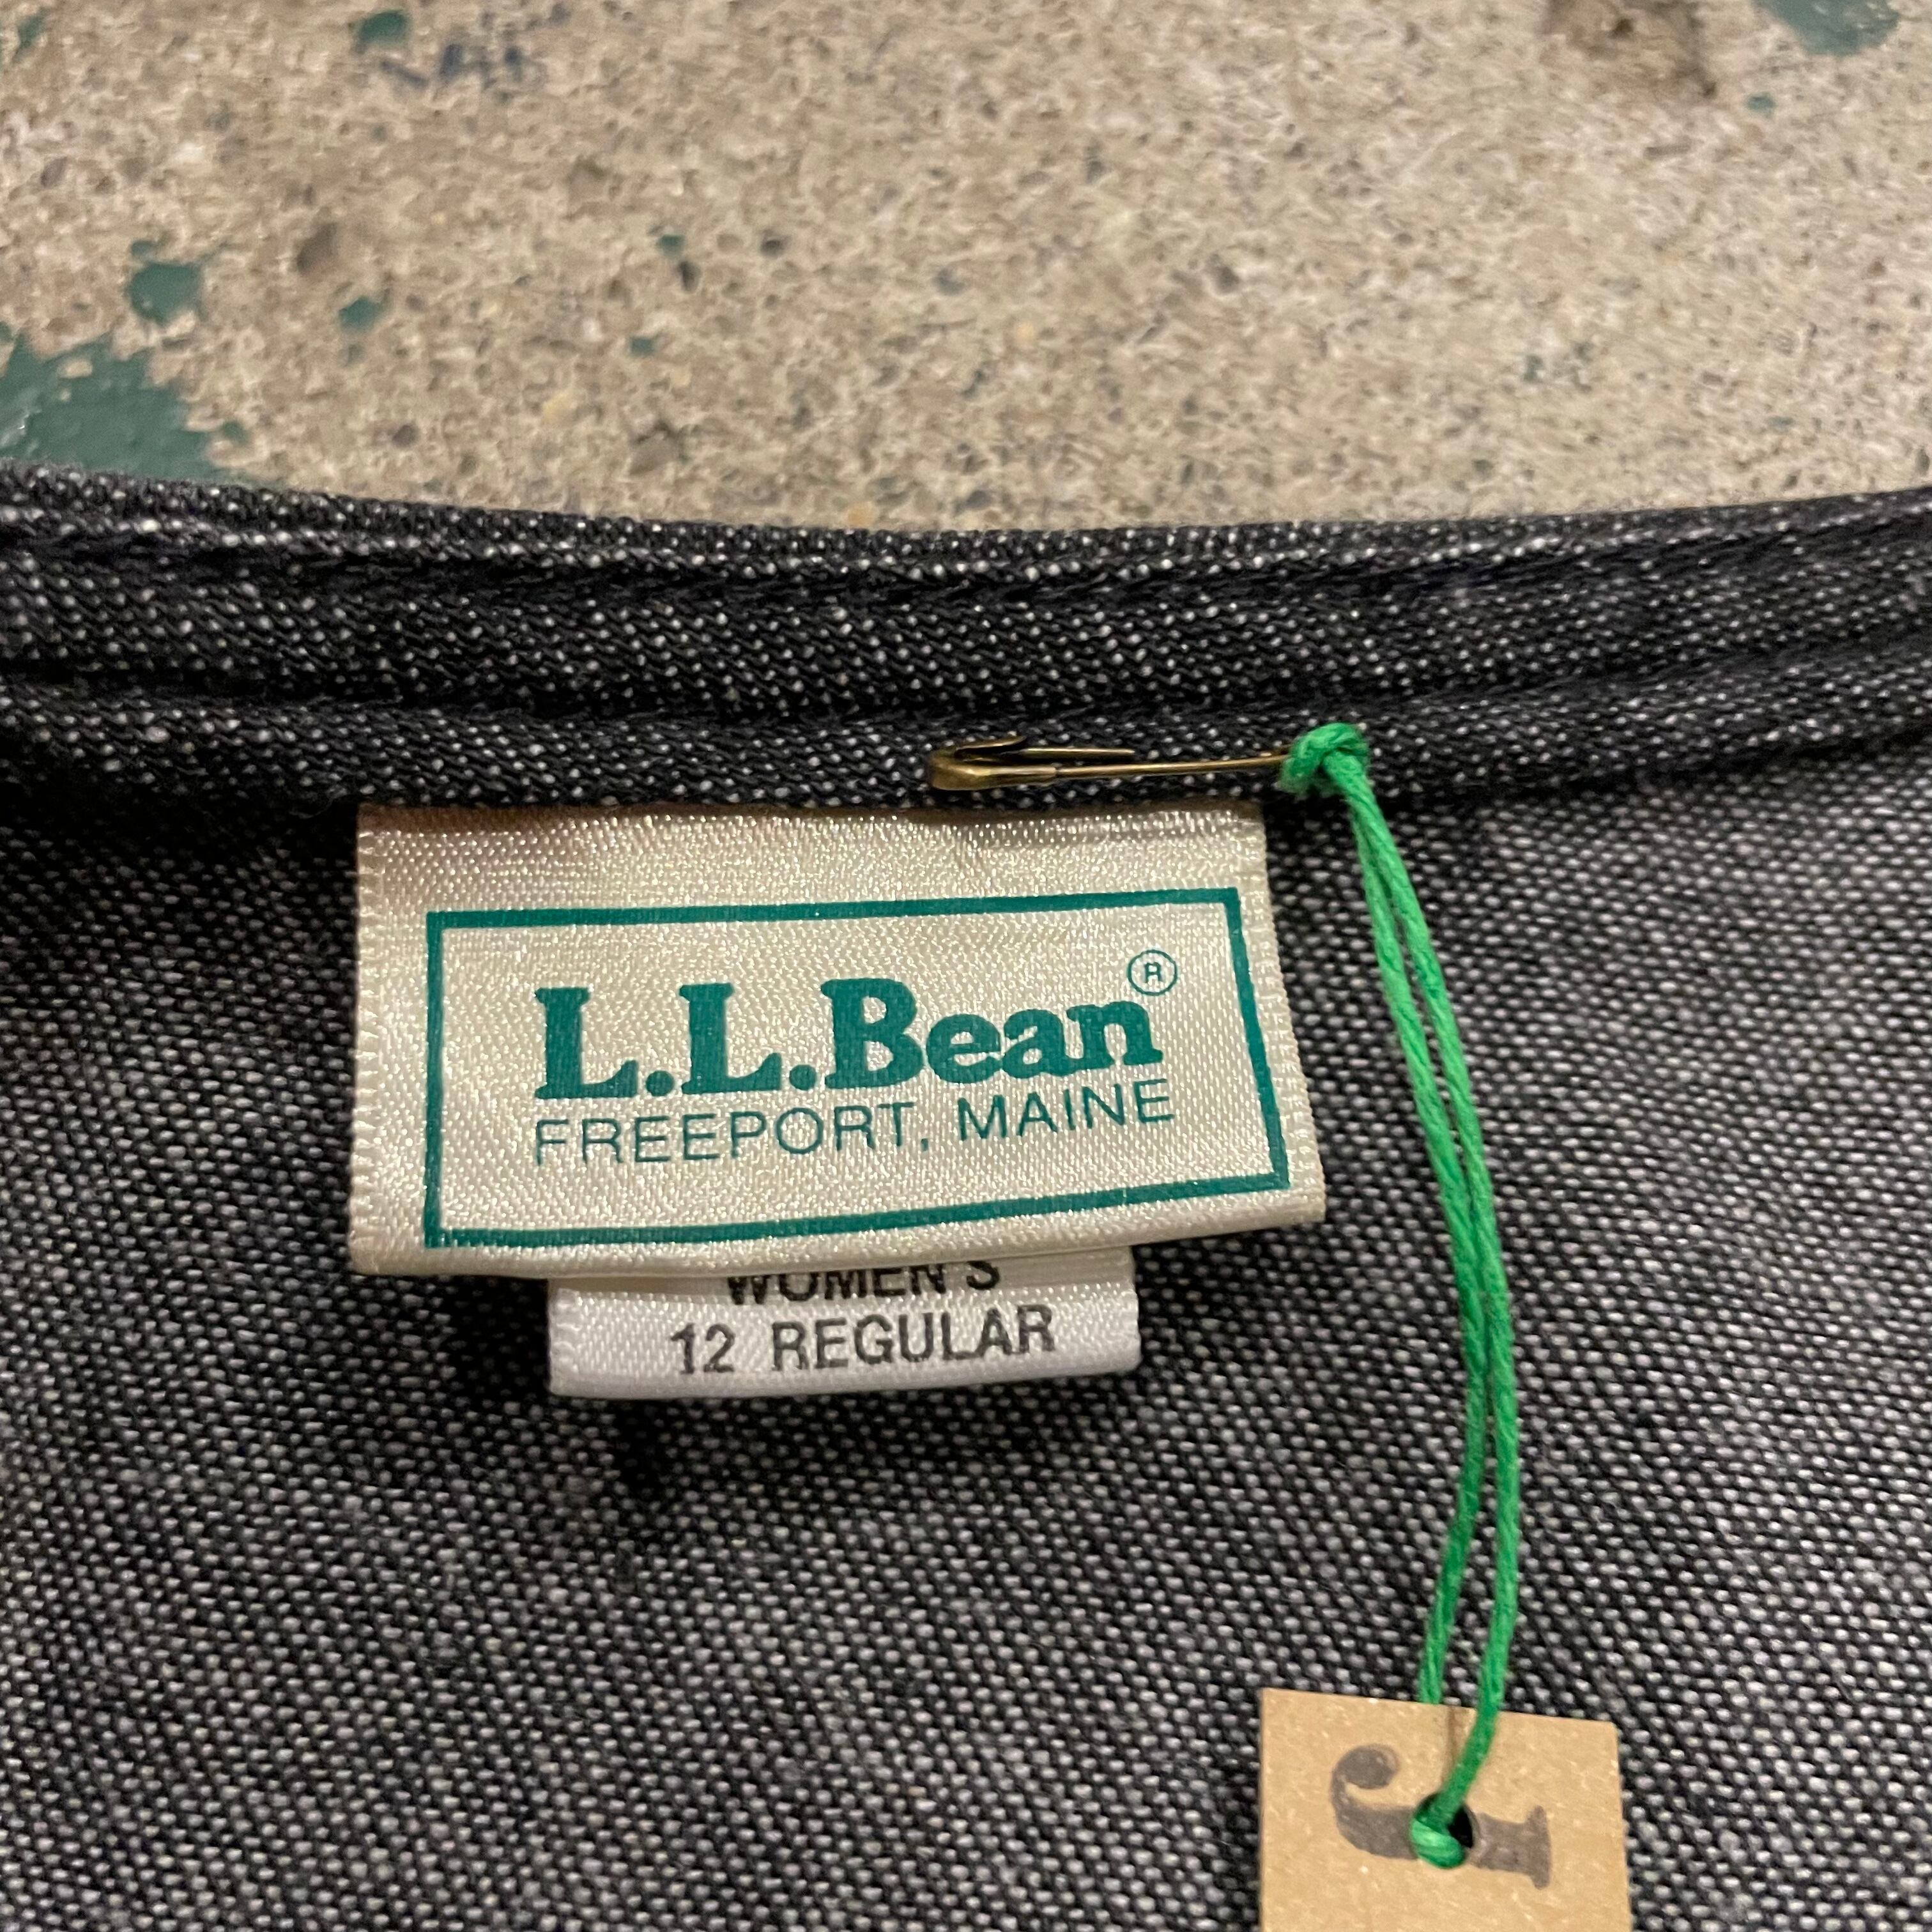 L.L.Bean®
FREEPORT, MAINE
WOMEN'S
12 REGULAR
J